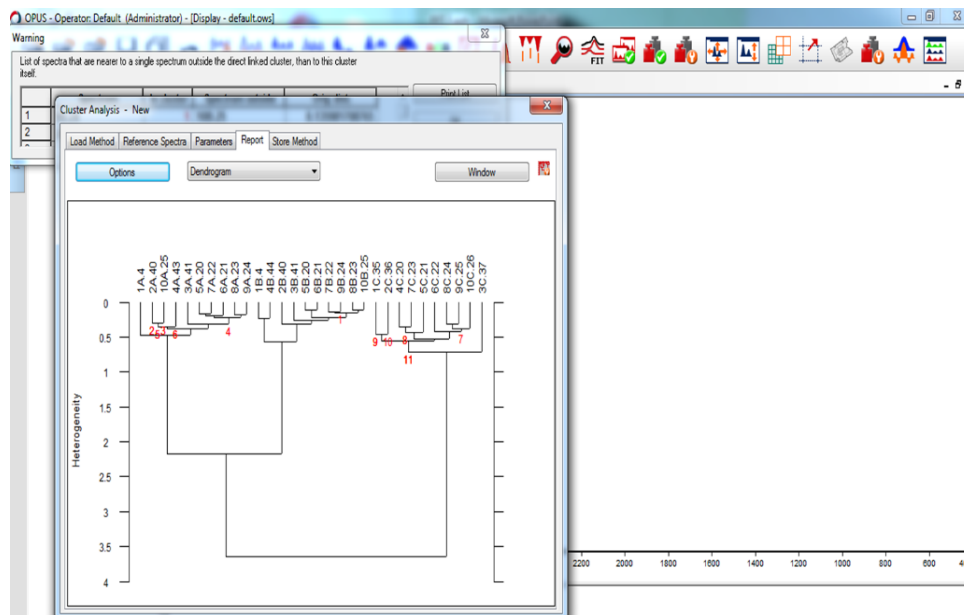 OPUS - Operator: Default (Administrator) - [Display - default.ows]
Warning
List of spectra that are nearer to a single spectrum outside the direct linked cluster, than to this cluster
itself.
Print List
1
2
FIT
Cluster Analysis - New
Load Method Reference Spectra Parameters Report Store Method
Options Dendrogram Window
1A.4 2A.40 10A.25 4A.43 3A.41 5A.20 7A.22 6A.21 8A.23 9A.24 1B.4 4B.44 2B.40 3B.41 5B.20 6B.21 7B.22 9B.24 8B.23 10B.25 1C.35 2C.36 4C.20 7C.23 5C.21 6C.22 8C.24 9C.25 10C.26 3C.37
0
0.5
1
1.5
2
2.5
3
3.5
4
Heterogeneity
2 5 3 6 4 1 9 10 8 7
11
2200 2000 1800 1600 1400 1200 1000 800 600